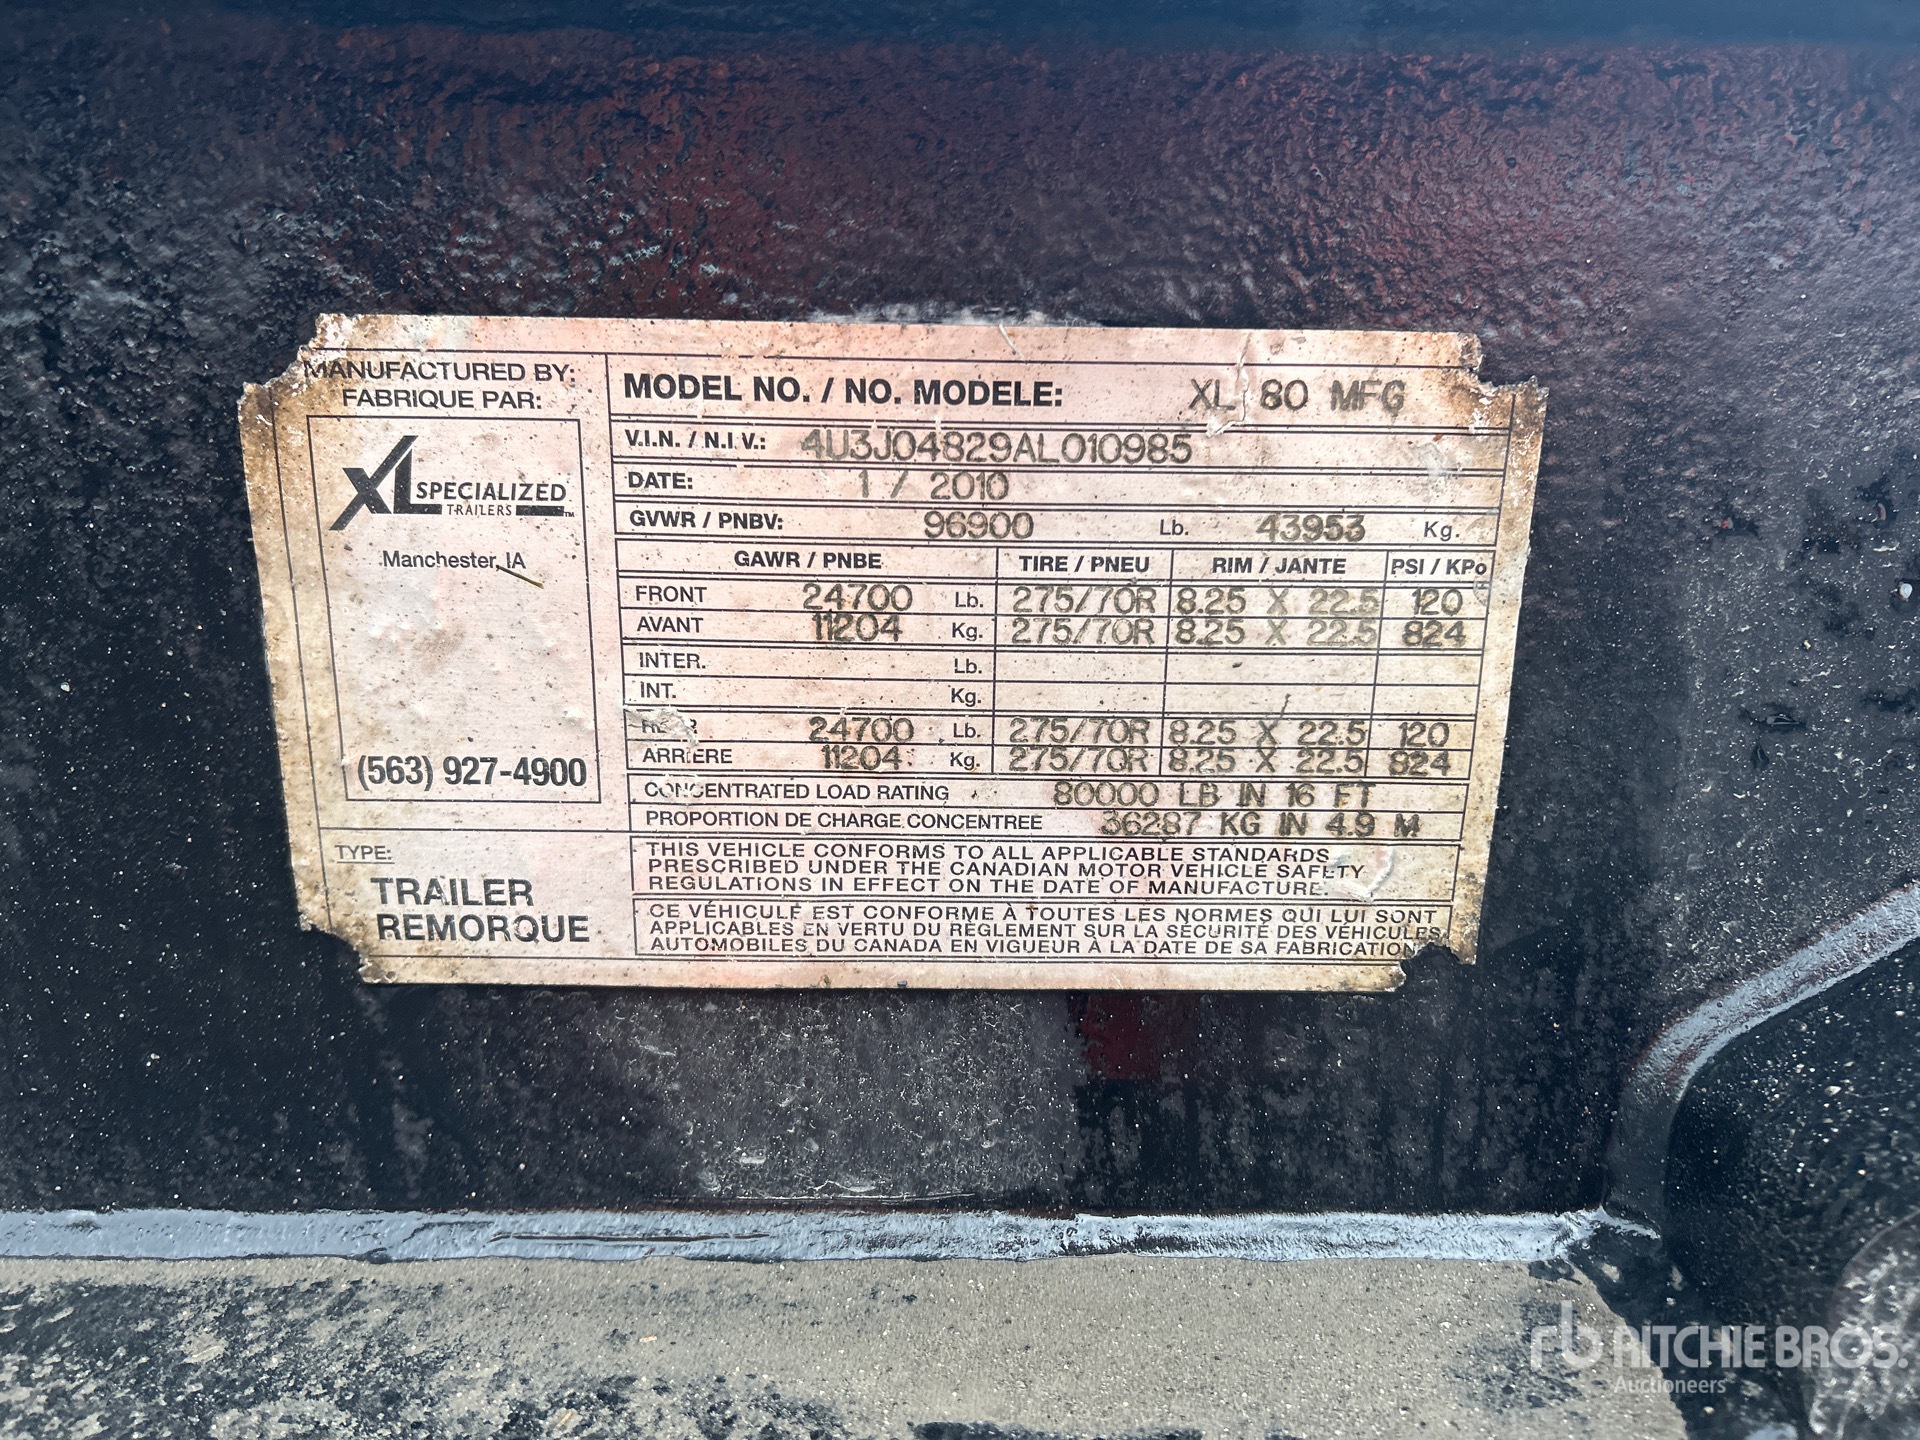 MANUFACTURED BY:
FABRIQUE PAR:
XL SPECIALIZED
TRAILERS TM
Manchester, IA
(563) 927-4900
TYPE:
TRAILER
REMORQUE
MODEL NO. / NO. MODELE: XL 80 MFG
V.I.N. / N.I.V.: 4U3J04829AL010985
DATE: 1 / 2010
GVWR / PNBV: 96900 Lb. 43953 Kg.
GAWR / PNBE TIRE / PNEU RIM / JANTE PSI / KPa
FRONT 24700 Lb. 275/70R 8.25 X 22.5 120
AVANT 11204 Kg. 275/70R 8.25 X 22.5 824
INTER. Lb.
INT. Kg.
REAR 24700 Lb. 275/70R 8.25 X 22.5 120
ARRIERE 11204 Kg. 275/70R 8.25 X 22.5 824
CONCENTRATED LOAD RATING 80000 LB IN 16 FT
PROPORTION DE CHARGE CONCENTREE 36287 KG IN 4.9 M
THIS VEHICLE CONFORMS TO ALL APPLICABLE STANDARDS
PRESCRIBED UNDER THE CANADIAN MOTOR VEHICLE SAFETY
REGULATIONS IN EFFECT ON THE DATE OF MANUFACTURE.
CE VÉHICULE EST CONFORME À TOUTES LES NORMES QUI LUI SONT
APPLICABLES EN VERTU DU RÈGLEMENT SUR LA SÉCURITÉ DES VÉHICULES
AUTOMOBILES DU CANADA EN VIGUEUR À LA DATE DE SA FABRICATION
rb RITCHIE BROS.
Auctioneers